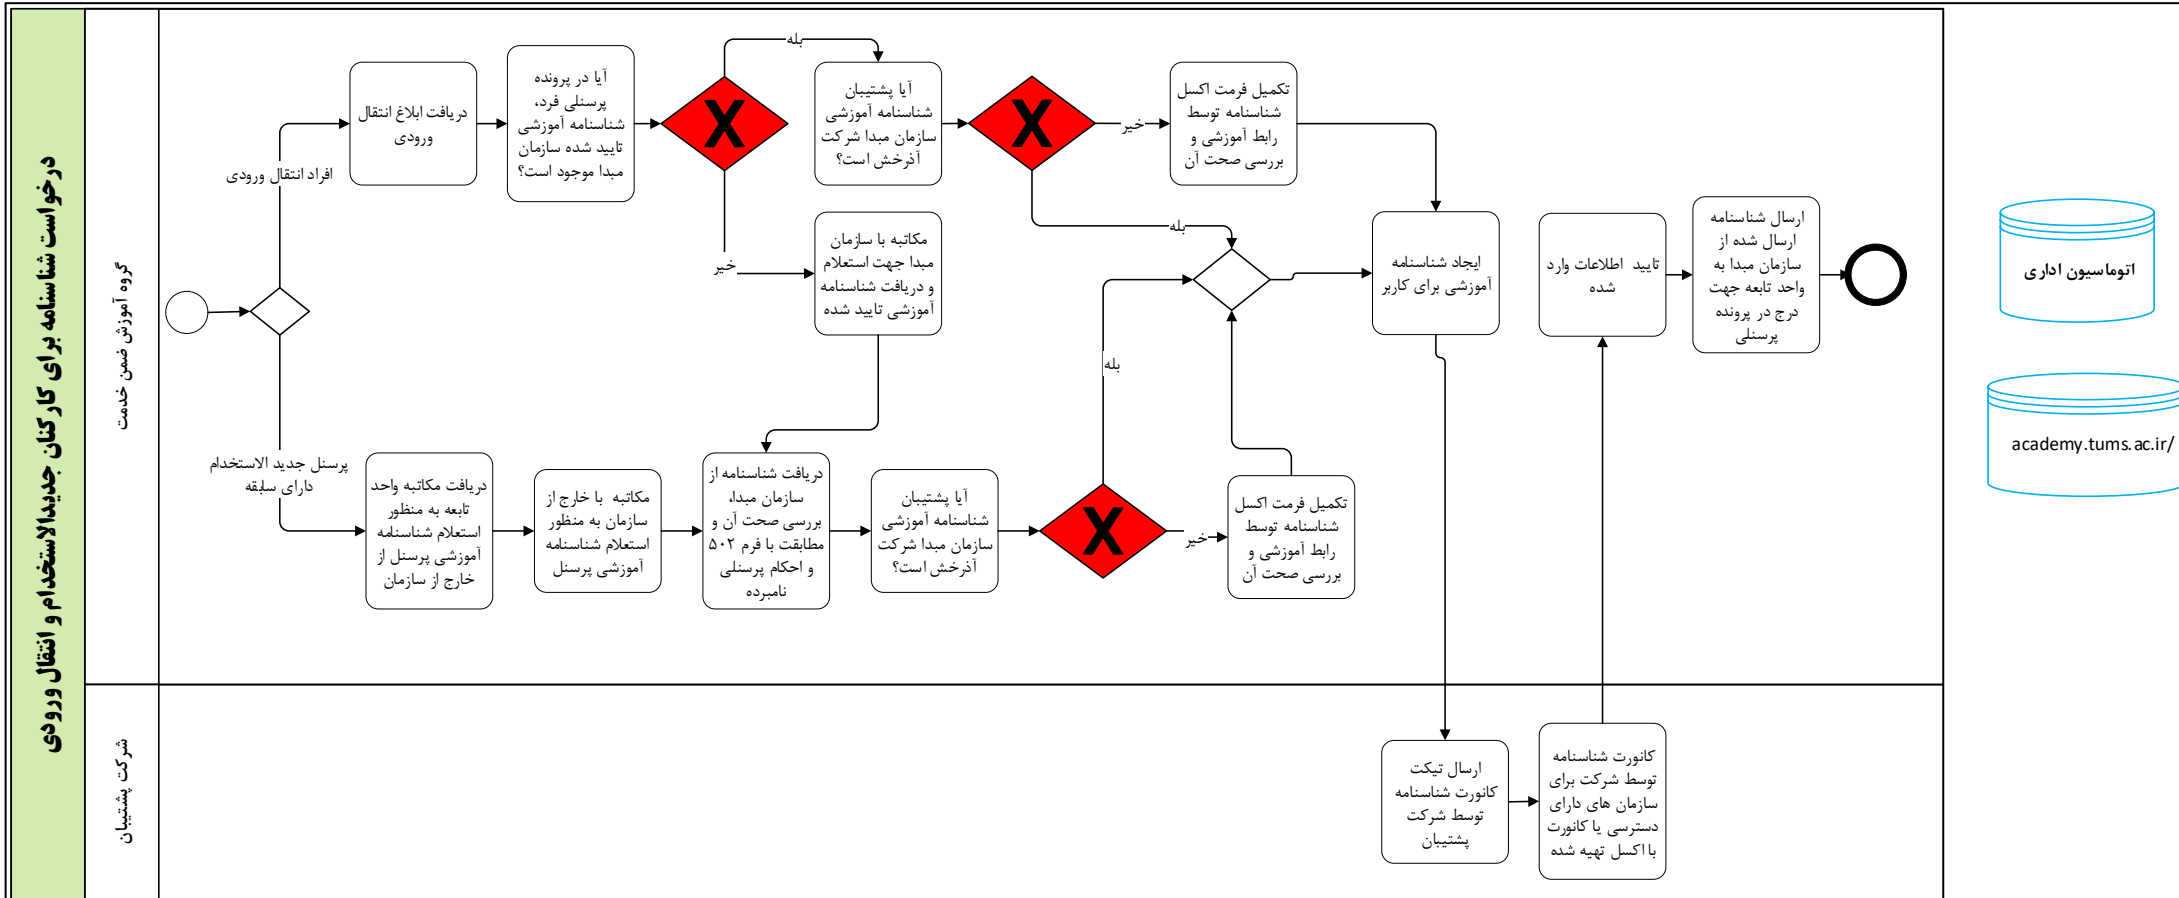 درخواست شناسنامه برای کارکنان جدیدالاستخدام و انتقال ورودی
گروه آموزش ضمن خدمت
شرکت پشتیبان
افراد انتقال ورودی
دریافت ابلاغ انتقال
ورودی
آیا در پرونده
پرسنلی فرد،
شناسنامه آموزشی
تایید شده سازمان
مبدا موجود است؟
بله
خیر
آیا پشتیبان
شناسنامه آموزشی
سازمان مبدا شرکت
آذرخش است؟
خیر
بله
تکمیل فرمت اکسل
شناسنامه توسط
رابط آموزشی و
بررسی صحت آن
مکاتبه با سازمان
مبدا جهت استعلام
و دریافت شناسنامه
آموزشی تایید شده
پرسنل جدید الاستخدام
دارای سابقه
دریافت مکاتبه واحد
تابعه به منظور
استعلام شناسنامه
آموزشی پرسنل از
خارج از سازمان
مکاتبه با خارج از
سازمان به منظور
استعلام شناسنامه
آموزشی پرسنل
دریافت شناسنامه از
سازمان مبدا،
بررسی صحت آن و
مطابقت با فرم ۵۰۲
و احکام پرسنلی
نامبرده
آیا پشتیبان
شناسنامه آموزشی
سازمان مبدا شرکت
آذرخش است؟
بله
خیر
تکمیل فرمت اکسل
شناسنامه توسط
رابط آموزشی و
بررسی صحت آن
ایجاد شناسنامه
آموزشی برای کاربر
ارسال تیکت
کانورت شناسنامه
توسط شرکت
پشتیبان
کانورت شناسنامه
توسط شرکت برای
سازمان های دارای
دسترسی یا کانورت
با اکسل تهیه شده
تایید اطلاعات وارد
شده
ارسال شناسنامه
ارسال شده از
سازمان مبدا به
واحد تابعه جهت
درج در پرونده
پرسنلی
اتوماسیون اداری
academy.tums.ac.ir/